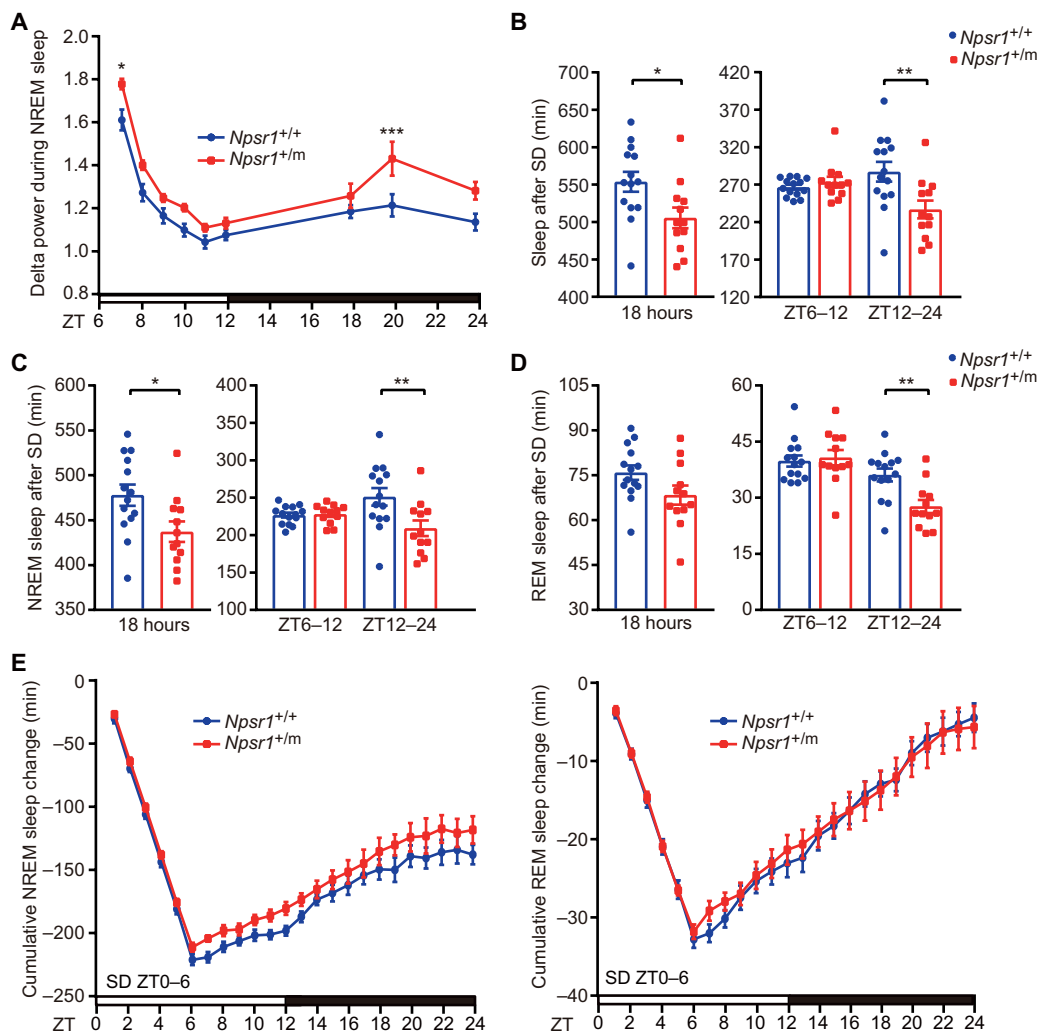 A
Delta power during NREM sleep
2.0
1.8
1.6
1.4
1.2
1.0
0.8
*
***
Npsr1+/+
Npsr1+/m
6 8 10 12 14 16 18 20 22 24
ZT
B
Npsr1+/+
Npsr1+/m
Sleep after SD (min)
700
650
600
550
500
450
400
*
18 hours
420
370
320
270
220
170
120
**
ZT6–12 ZT12–24
C
NREM sleep after SD (min)
600
550
500
450
400
350
*
18 hours
400
350
300
250
200
150
100
**
ZT6–12 ZT12–24
D
Npsr1+/+
Npsr1+/m
REM sleep after SD (min)
105
90
75
60
45
30
18 hours
60
45
30
15
0
**
ZT6–12 ZT12–24
E
Cumulative NREM sleep change (min)
0
–50
–100
–150
–200
–250
Npsr1+/+
Npsr1+/m
SD ZT0–6
0 2 4 6 8 10 12 14 16 18 20 22 24
ZT
Cumulative REM sleep change (min)
0
–10
–20
–30
–40
Npsr1+/+
Npsr1+/m
SD ZT0–6
0 2 4 6 8 10 12 14 16 18 20 22 24
ZT